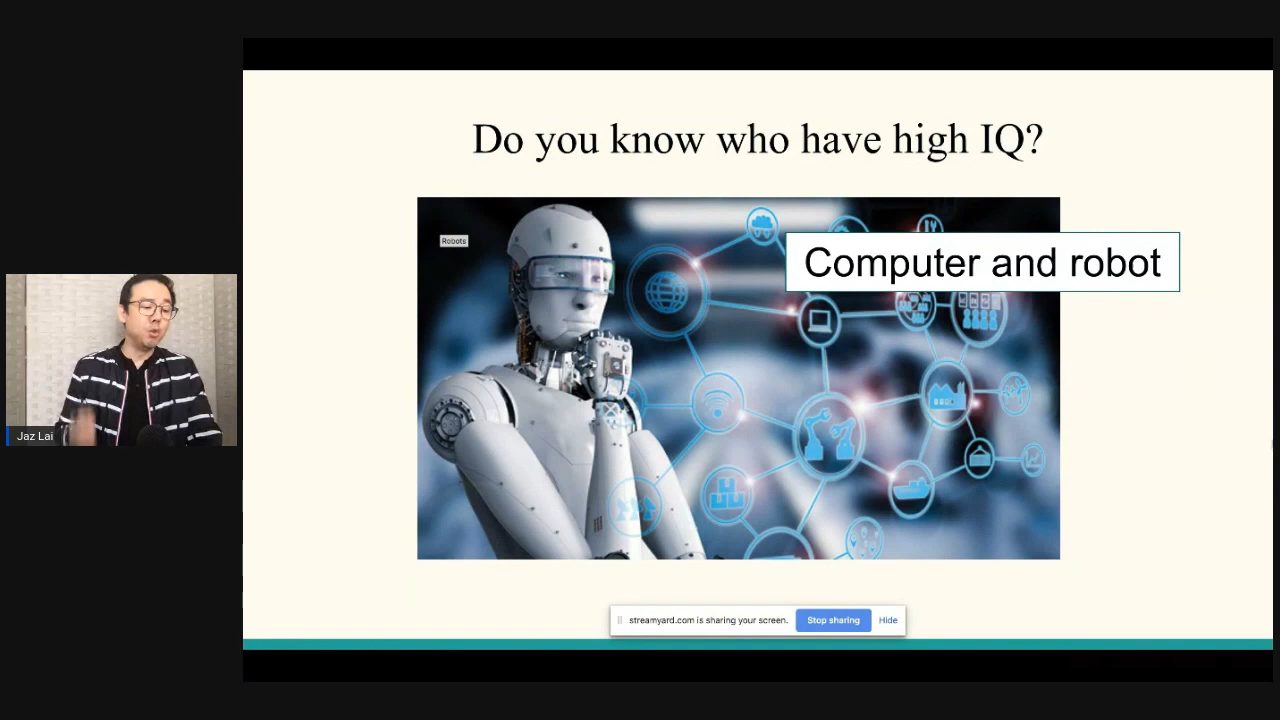 Do you know who have high IQ?
Robots
Computer and robot
Jaz Lai
streamyard.com is sharing your screen.
Stop sharing
Hide